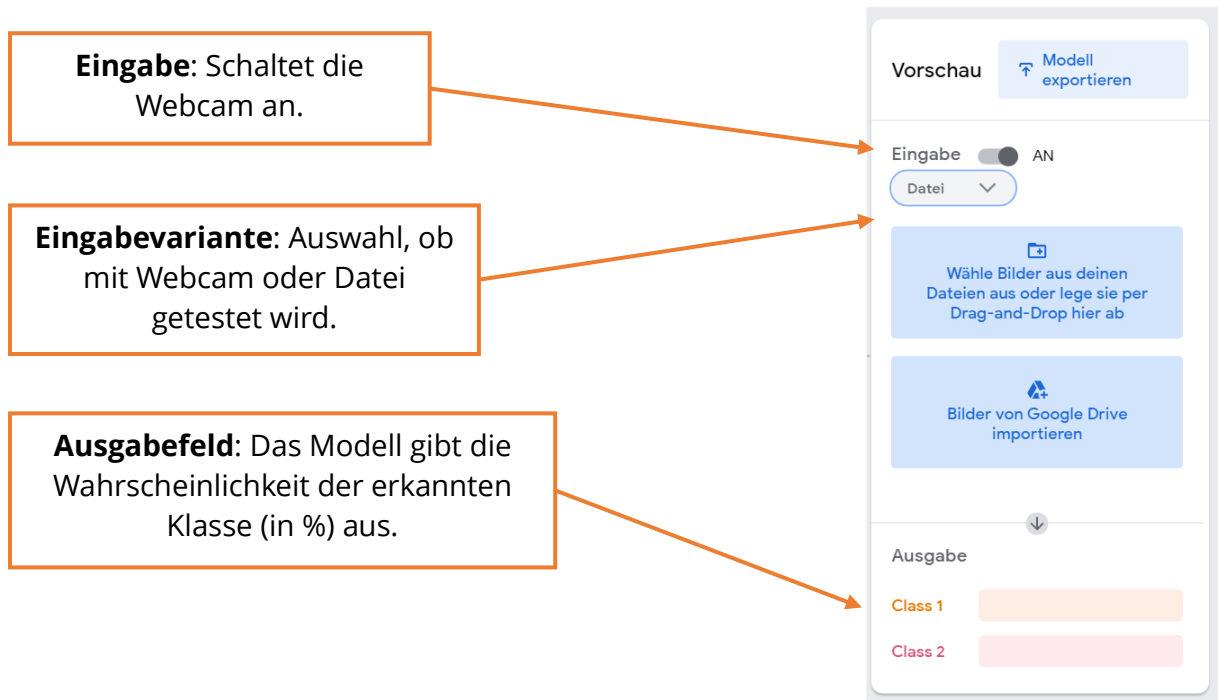 Eingabe: Schaltet die
Webcam an.
Eingabevariante: Auswahl, ob
mit Webcam oder Datei
getestet wird.
Ausgabefeld: Das Modell gibt die
Wahrscheinlichkeit der erkannten
Klasse (in %) aus.
Vorschau
Modell
exportieren
Eingabe AN
Datei
Wähle Bilder aus deinen
Dateien aus oder lege sie per
Drag-and-Drop hier ab
Bilder von Google Drive
importieren
Ausgabe
Class 1
Class 2